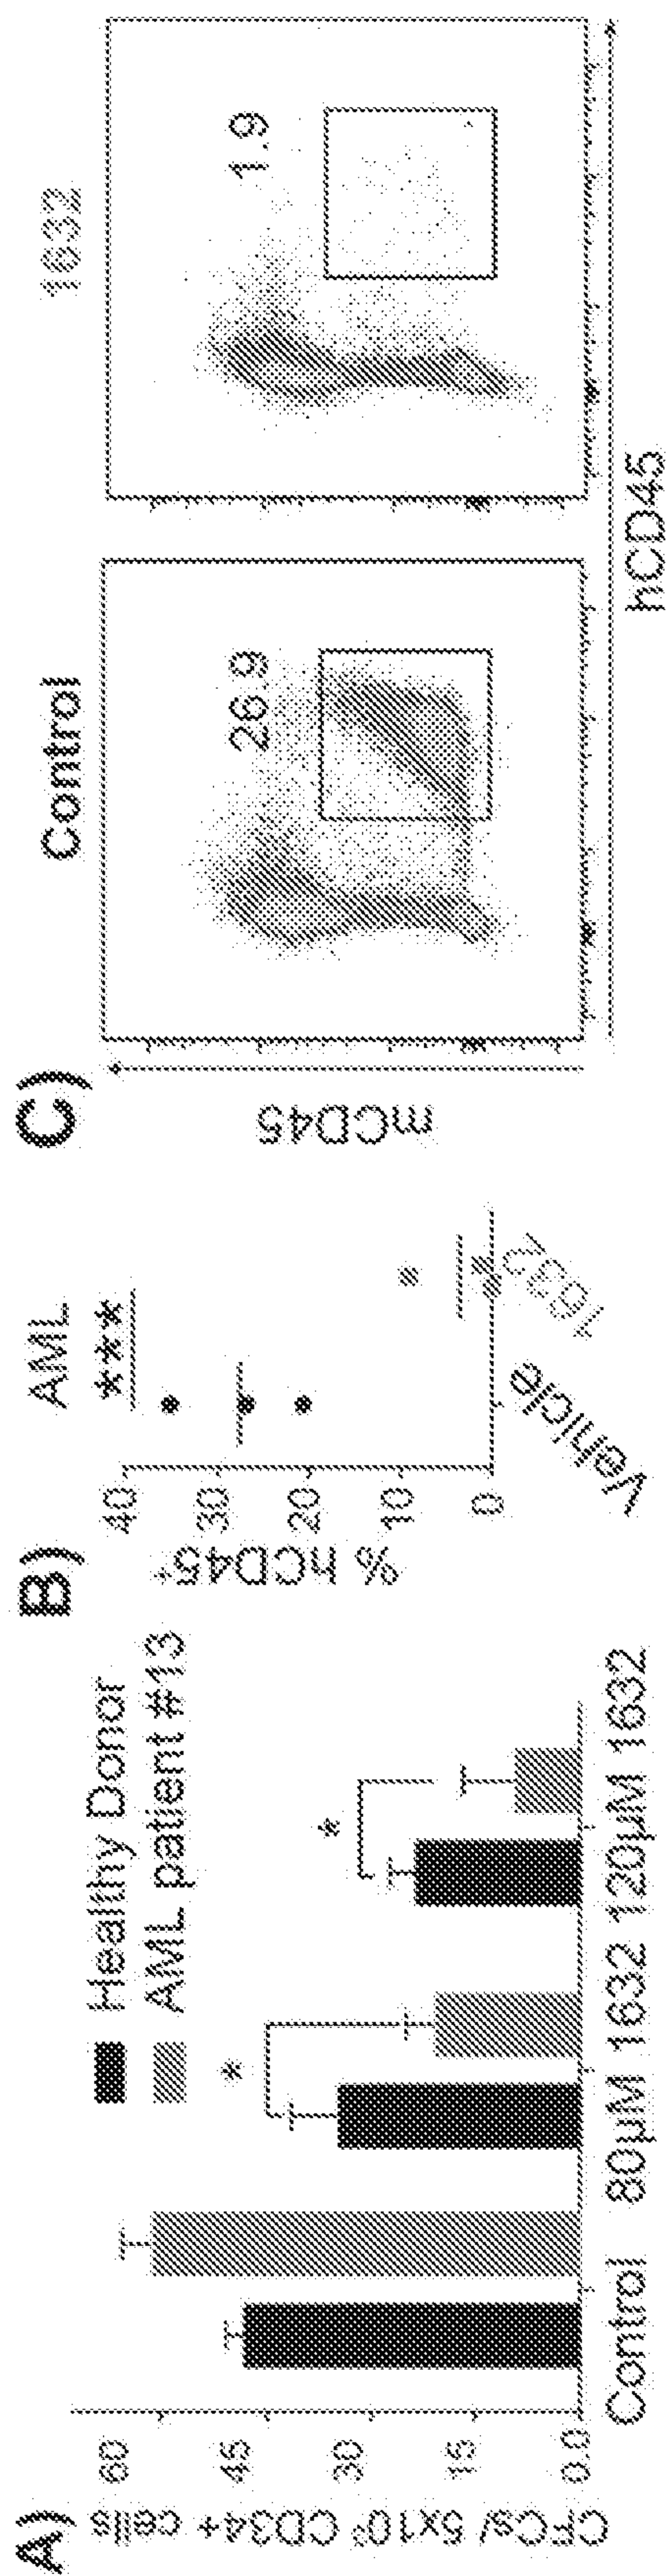 A)
CFCs/ 5x10³ CD34+ cells
60
45
30
15
0.0
Healthy Donor
AML patient #13
*
*
Control
80µM 1632
120µM 1632
B)
AML
***
% hCD45+
40
30
20
10
0
Vehicle
1632
C)
Control
1632
mCD45
26.9
1.9
hCD45